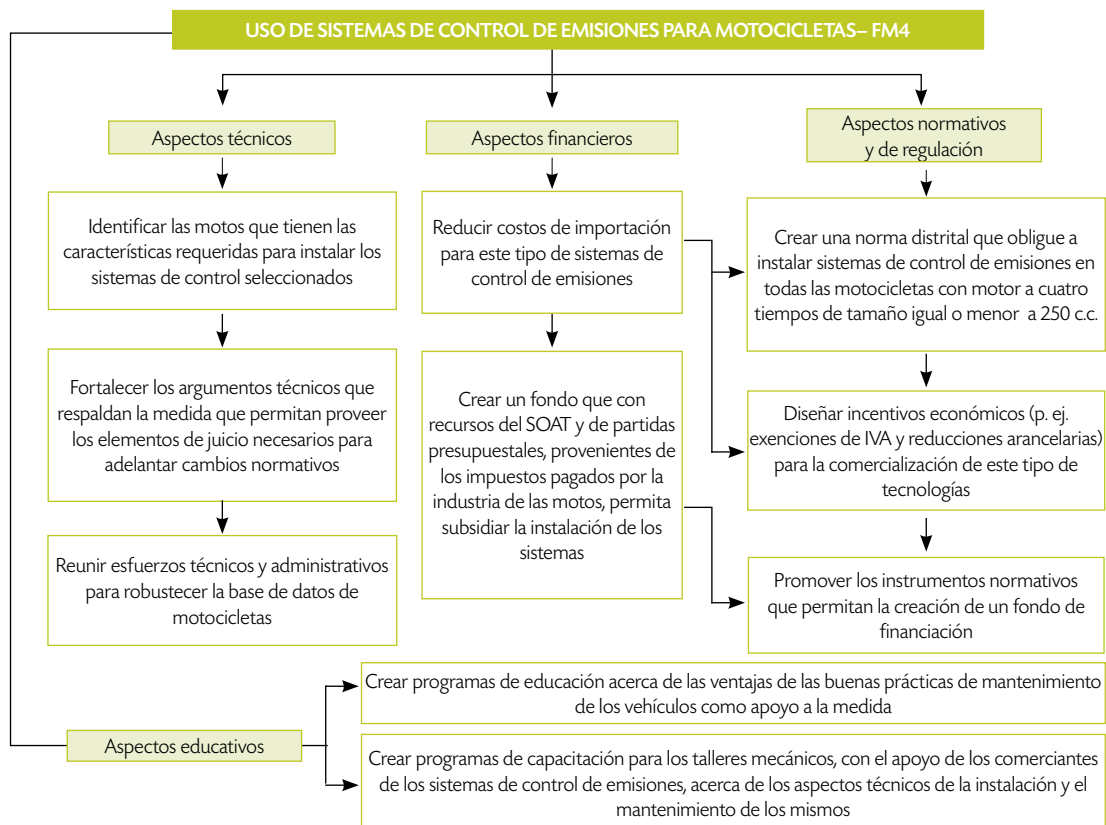 USO DE SISTEMAS DE CONTROL DE EMISIONES PARA MOTOCICLETAS– FM4
Aspectos técnicos
Identificar las motos que tienen las
características requeridas para instalar los
sistemas de control seleccionados
Fortalecer los argumentos técnicos que
respaldan la medida que permitan proveer
los elementos de juicio necesarios para
adelantar cambios normativos
Reunir esfuerzos técnicos y administrativos
para robustecer la base de datos de
motocicletas
Aspectos financieros
Reducir costos de importación
para este tipo de sistemas de
control de emisiones
Crear un fondo que con
recursos del SOAT y de partidas
presupuestales, provenientes de
los impuestos pagados por la
industria de las motos, permita
subsidiar la instalación de los
sistemas
Aspectos normativos
y de regulación
Crear una norma distrital que obligue a
instalar sistemas de control de emisiones en
todas las motocicletas con motor a cuatro
tiempos de tamaño igual o menor a 250 c.c.
Diseñar incentivos económicos (p. ej.
exenciones de IVA y reducciones arancelarias)
para la comercialización de este tipo de
tecnologías
Promover los instrumentos normativos
que permitan la creación de un fondo de
financiación
Aspectos educativos
Crear programas de educación acerca de las ventajas de las buenas prácticas de mantenimiento
de los vehículos como apoyo a la medida
Crear programas de capacitación para los talleres mecánicos, con el apoyo de los comerciantes
de los sistemas de control de emisiones, acerca de los aspectos técnicos de la instalación y el
mantenimiento de los mismos